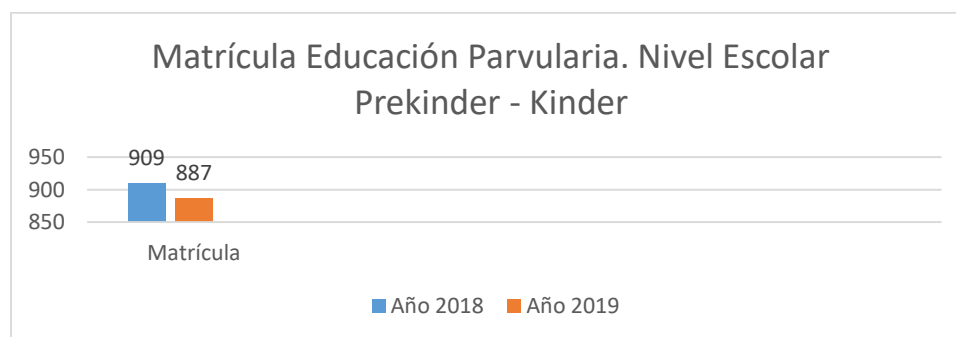 Matrícula Educación Parvularia. Nivel Escolar
Prekinder - Kinder
950
900
850
909
887
Matrícula
Año 2018
Año 2019